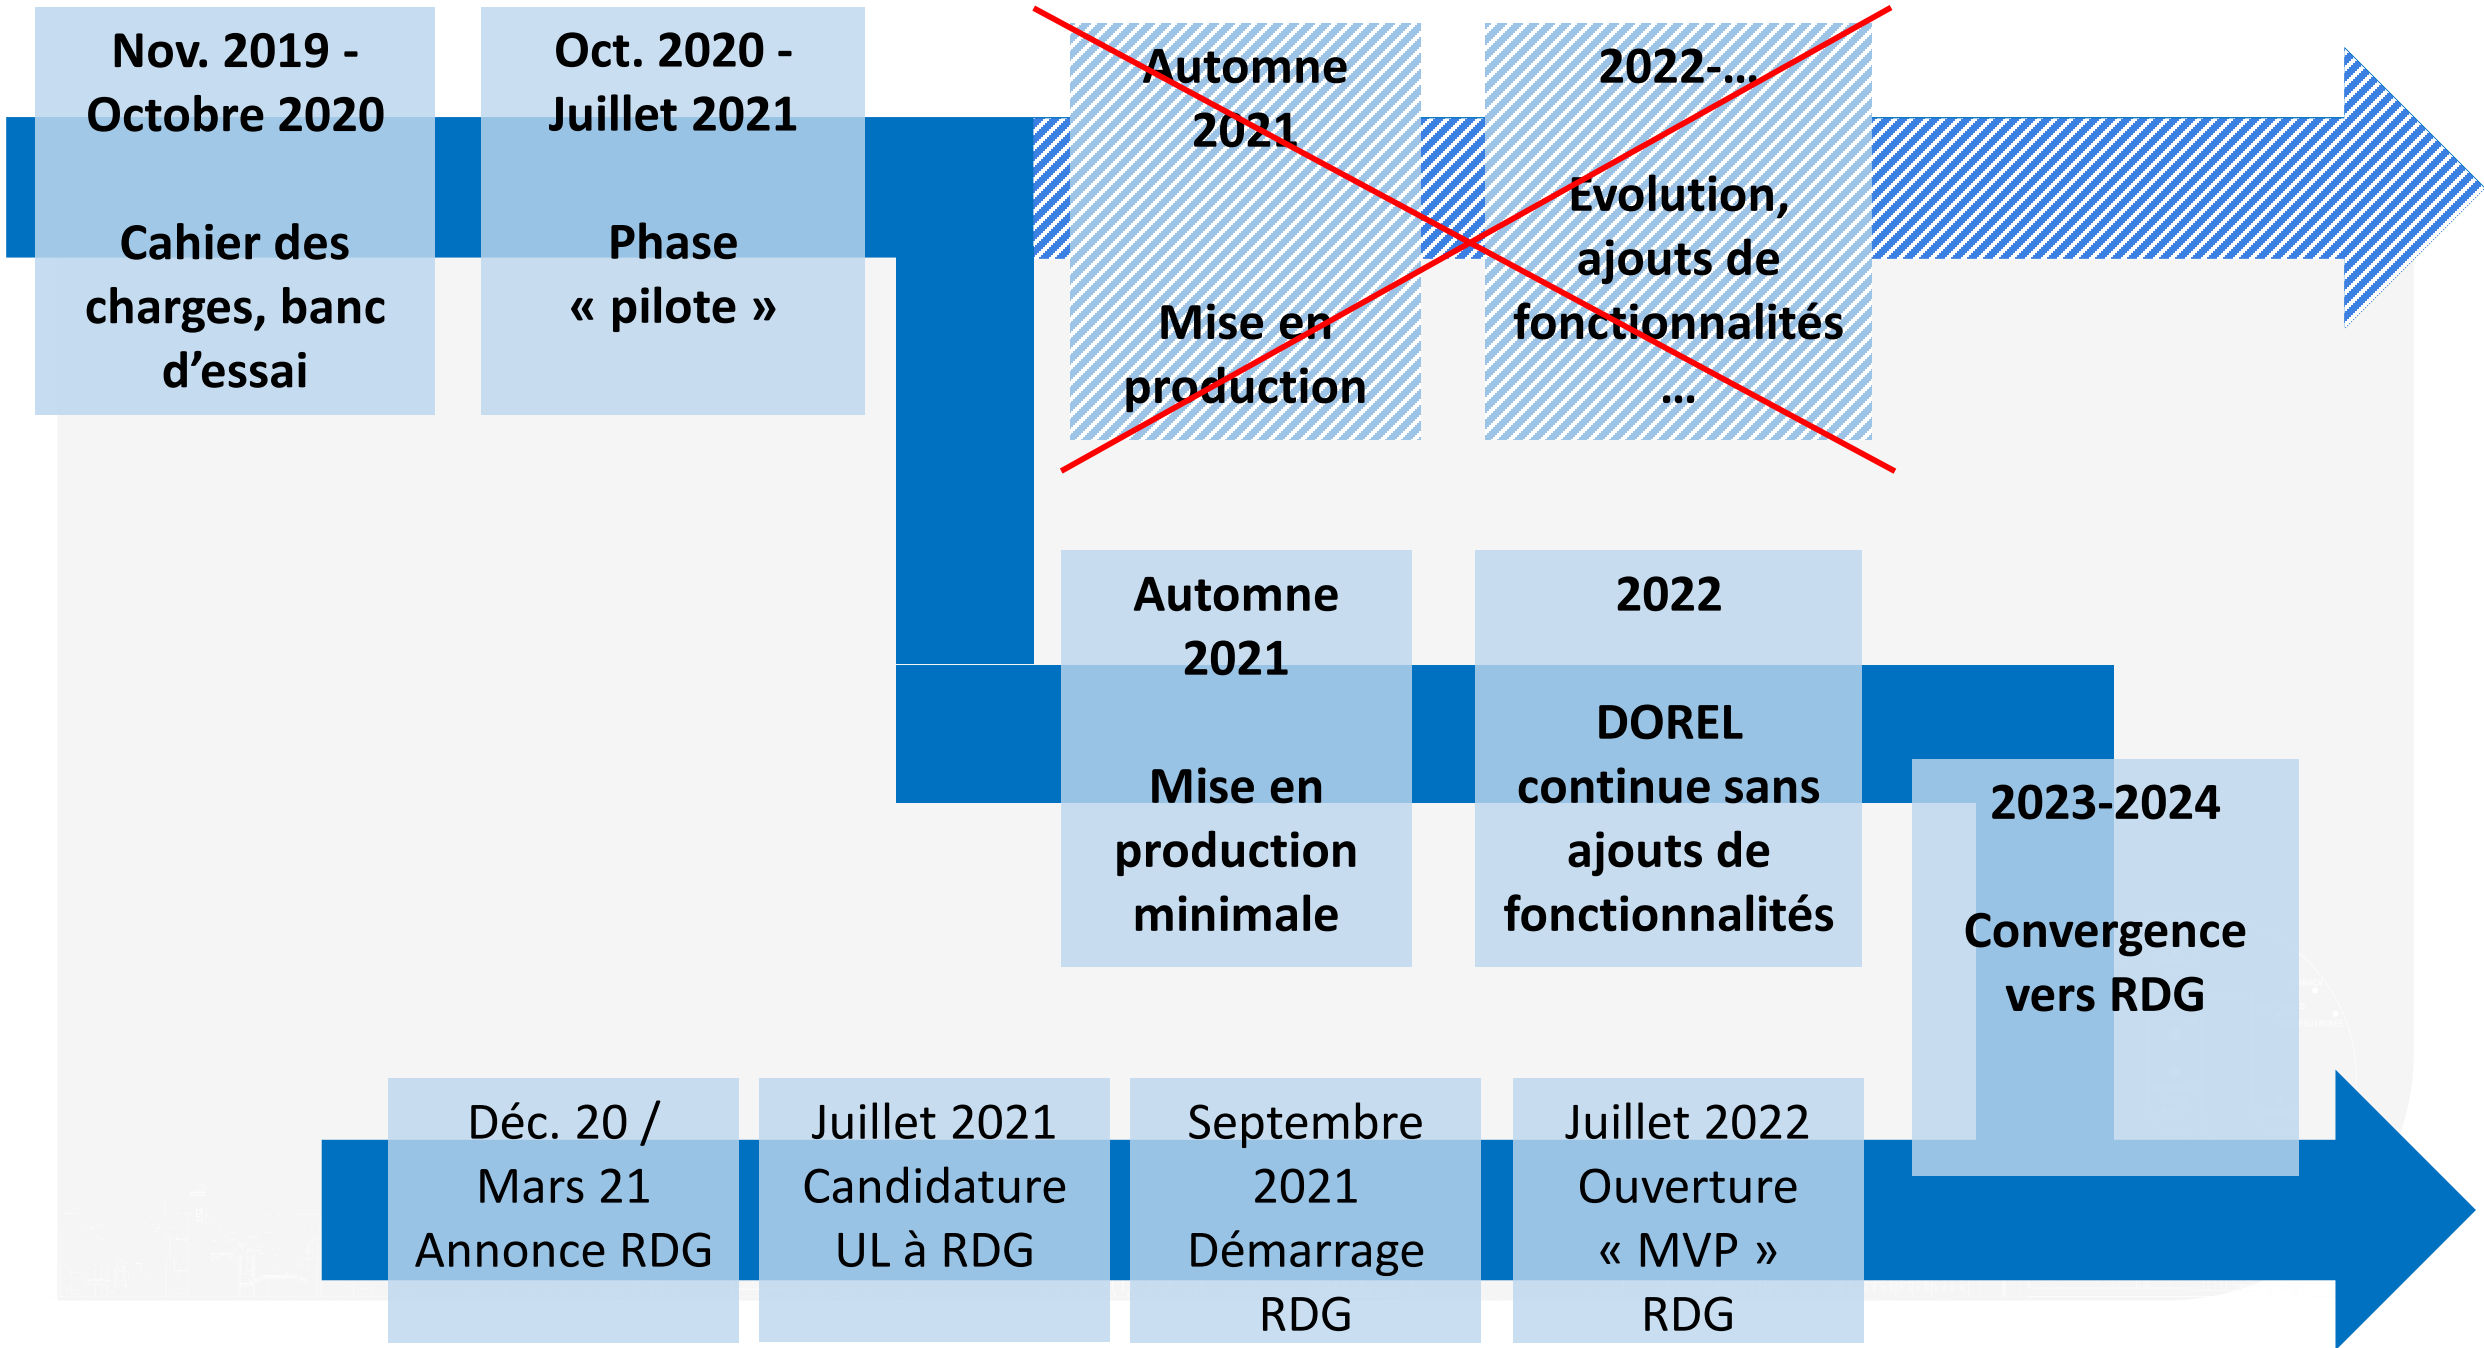 Nov. 2019 -
Octobre 2020
Cahier des
charges, banc
d’essai
Oct. 2020 -
Juillet 2021
Phase
« pilote »
Automne
2021
Mise en
production
2022-...
Evolution,
ajouts de
fonctionnalités
...
Automne
2021
Mise en
production
minimale
2022
DOREL
continue sans
ajouts de
fonctionnalités
2023-2024
Convergence
vers RDG
Déc. 20 /
Mars 21
Annonce RDG
Juillet 2021
Candidature
UL à RDG
Septembre
2021
Démarrage
RDG
Juillet 2022
Ouverture
« MVP »
RDG